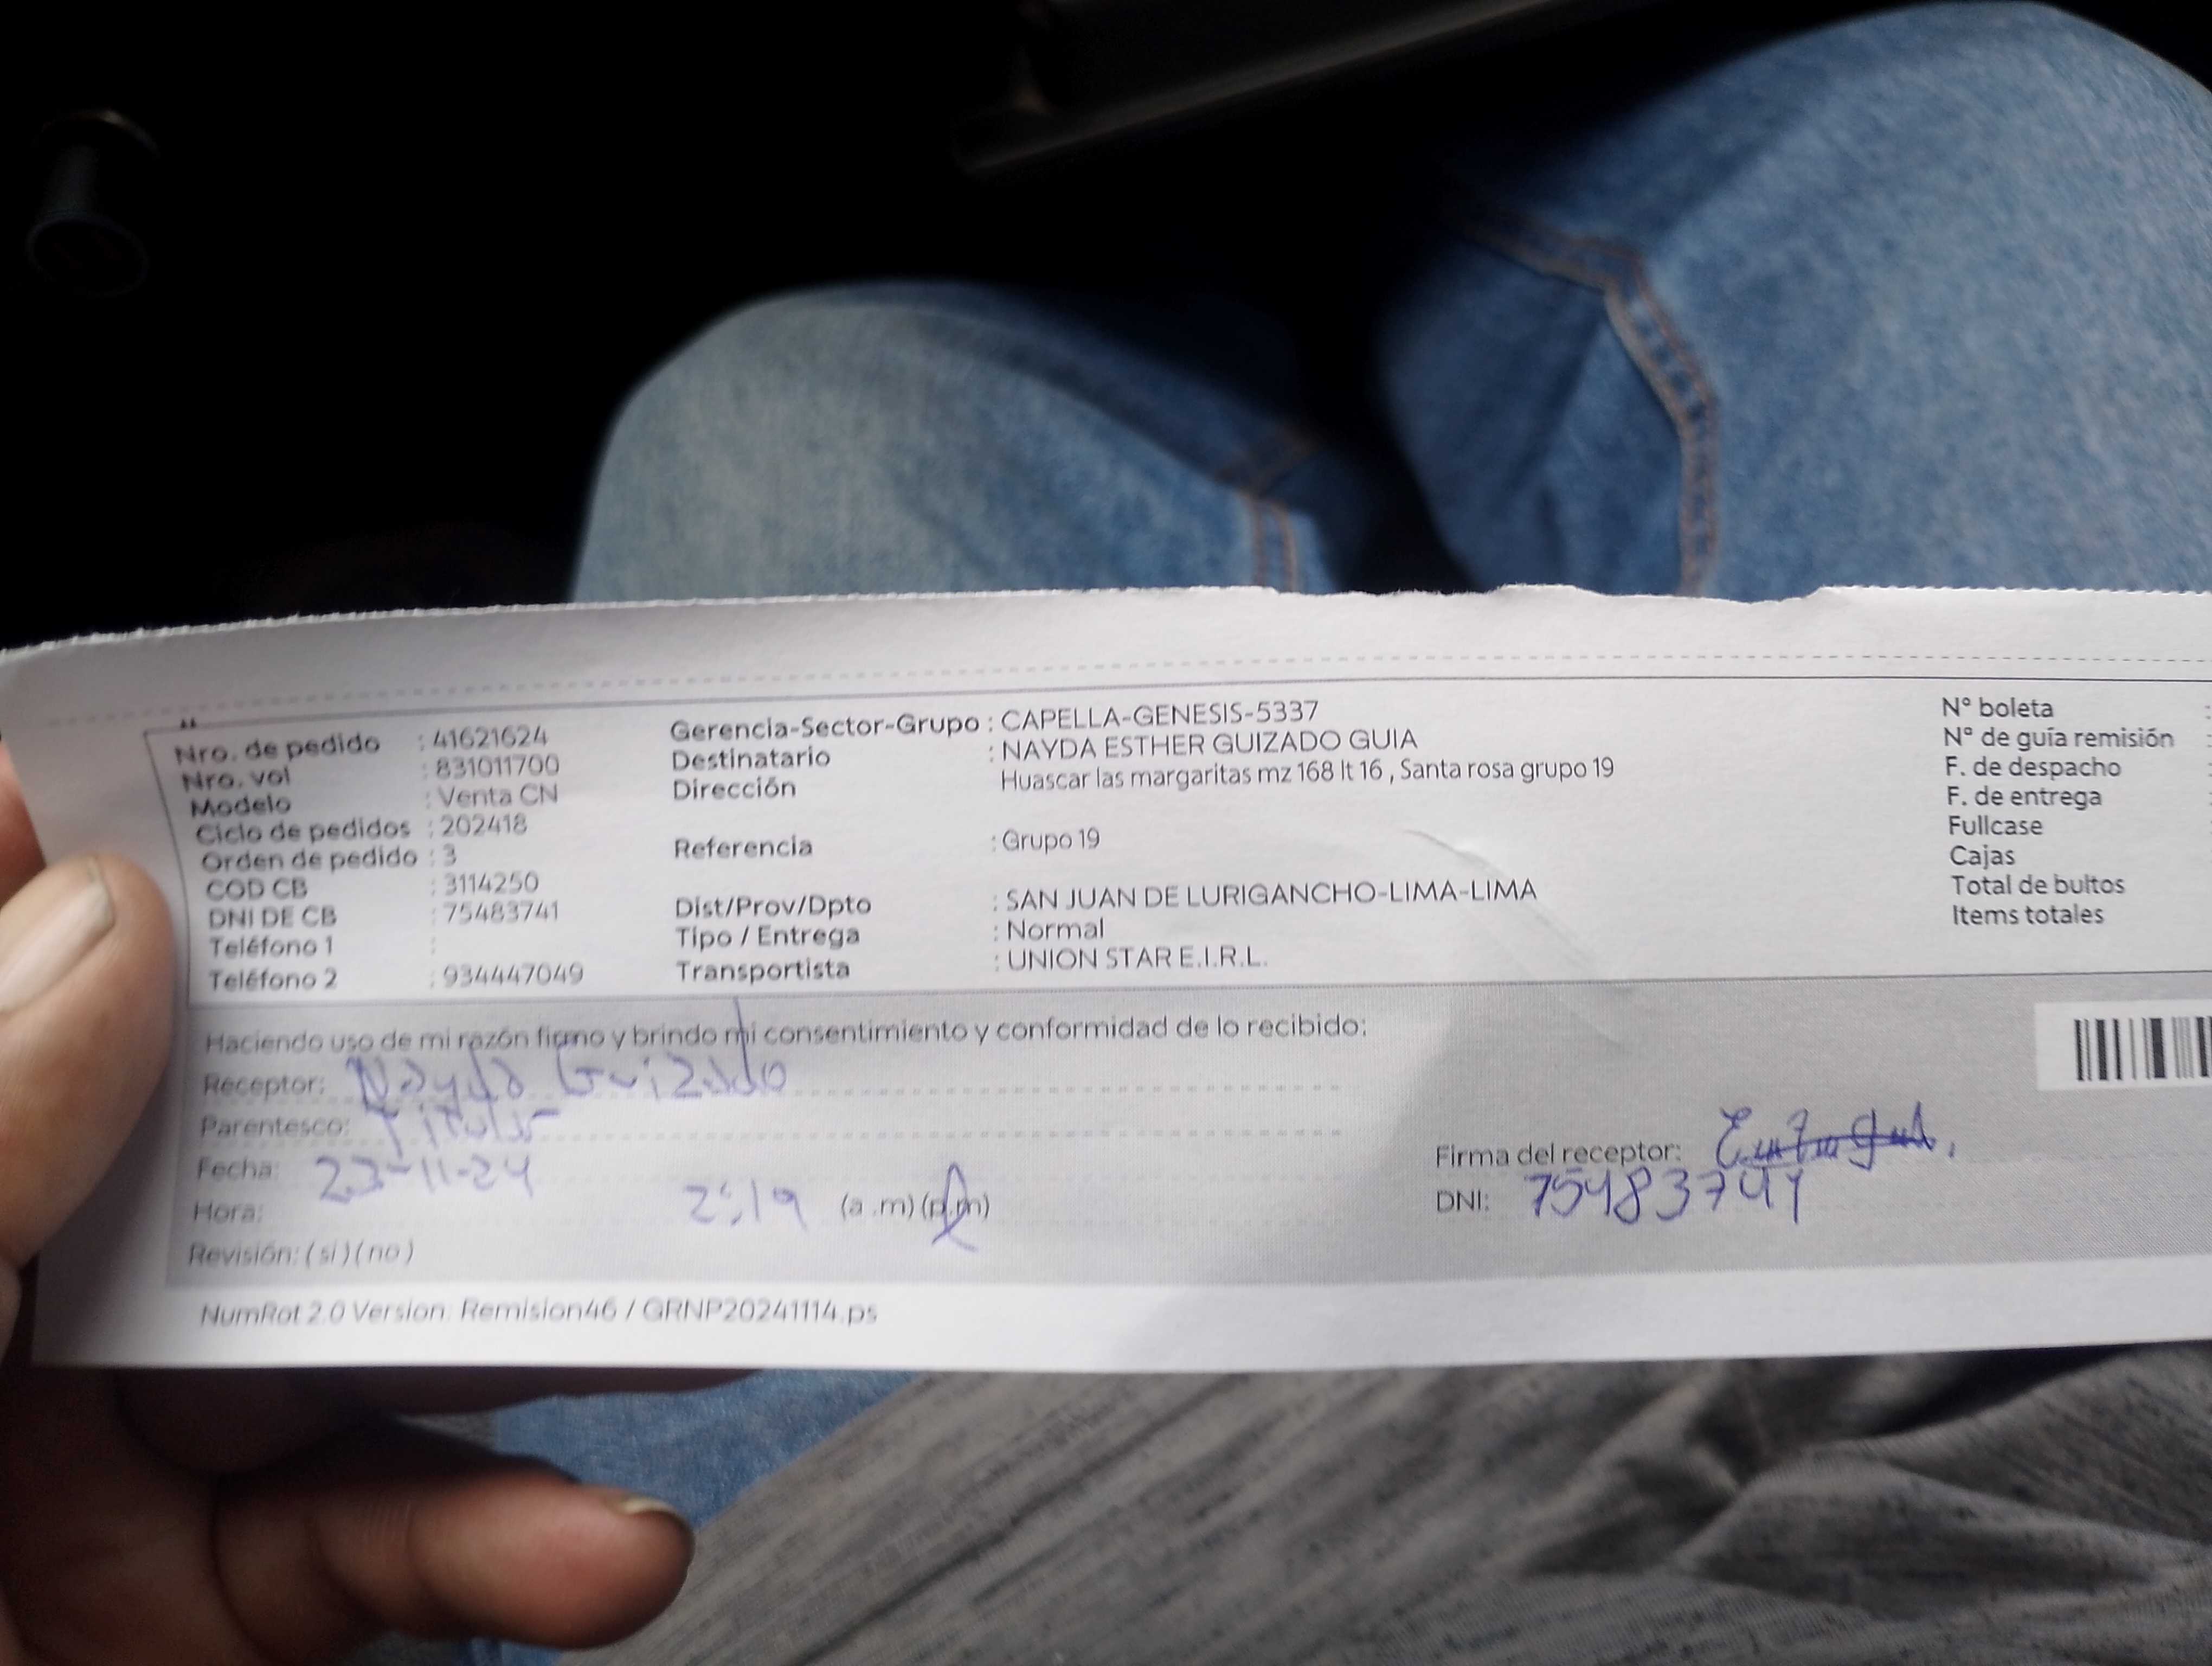 Nro. de pedido : 41621624
Nro. vol : 831011700
Modelo : Venta CN
Ciclo de pedidos : 202418
Orden de pedido : 3
COD CB : 3114250
DNI DE CB : 75483741
Teléfono 1 :
Teléfono 2 : 934447049
Gerencia-Sector-Grupo : CAPELLA-GENESIS-5337
Destinatario : NAYDA ESTHER GUIZADO GUIA
Dirección Huascar las margaritas mz 168 lt 16 , Santa rosa grupo 19
Referencia : Grupo 19
Dist/Prov/Dpto : SAN JUAN DE LURIGANCHO-LIMA-LIMA
Tipo / Entrega : Normal
Transportista : UNION STAR E.I.R.L.
N° boleta :
N° de guía remisión :
F. de despacho
F. de entrega
Fullcase
Cajas
Total de bultos
Items totales
Haciendo uso de mi razón firmo y brindo mi consentimiento y conformidad de lo recibido:
Receptor: Nayda Guizado
Parentesco: Titular
Fecha: 23-11-24
Hora: 2:19 (a.m) (p.m)
Revisión: (si) (no)
Firma del receptor:
DNI: 75483741
NumRot 2.0 Version: Remision46 / GRNP20241114.ps